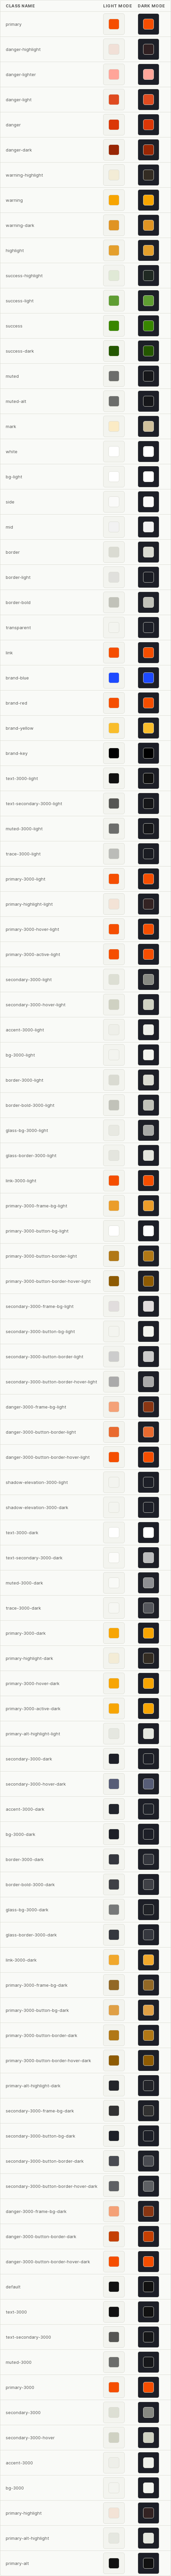 CLASS NAME LIGHT MODE DARK MODE
primary
danger-highlight
danger-lighter
danger-light
danger
danger-dark
warning-highlight
warning
warning-dark
highlight
success-highlight
success-light
success
success-dark
muted
muted-alt
mark
white
bg-light
side
mid
border
border-light
border-bold
transparent
link
brand-blue
brand-red
brand-yellow
brand-key
text-3000-light
text-secondary-3000-light
muted-3000-light
trace-3000-light
primary-3000-light
primary-highlight-light
primary-3000-hover-light
primary-3000-active-light
secondary-3000-light
secondary-3000-hover-light
accent-3000-light
bg-3000-light
border-3000-light
border-bold-3000-light
glass-bg-3000-light
glass-border-3000-light
link-3000-light
primary-3000-frame-bg-light
primary-3000-button-bg-light
primary-3000-button-border-light
primary-3000-button-border-hover-light
secondary-3000-frame-bg-light
secondary-3000-button-bg-light
secondary-3000-button-border-light
secondary-3000-button-border-hover-light
danger-3000-frame-bg-light
danger-3000-button-border-light
danger-3000-button-border-hover-light
shadow-elevation-3000-light
shadow-elevation-3000-dark
text-3000-dark
text-secondary-3000-dark
muted-3000-dark
trace-3000-dark
primary-3000-dark
primary-highlight-dark
primary-3000-hover-dark
primary-3000-active-dark
primary-alt-highlight-light
secondary-3000-dark
secondary-3000-hover-dark
accent-3000-dark
bg-3000-dark
border-3000-dark
border-bold-3000-dark
glass-bg-3000-dark
glass-border-3000-dark
link-3000-dark
primary-3000-frame-bg-dark
primary-3000-button-bg-dark
primary-3000-button-border-dark
primary-3000-button-border-hover-dark
primary-alt-highlight-dark
secondary-3000-frame-bg-dark
secondary-3000-button-bg-dark
secondary-3000-button-border-dark
secondary-3000-button-border-hover-dark
danger-3000-frame-bg-dark
danger-3000-button-border-dark
danger-3000-button-border-hover-dark
default
text-3000
text-secondary-3000
muted-3000
primary-3000
secondary-3000
secondary-3000-hover
accent-3000
bg-3000
primary-highlight
primary-alt-highlight
primary-alt